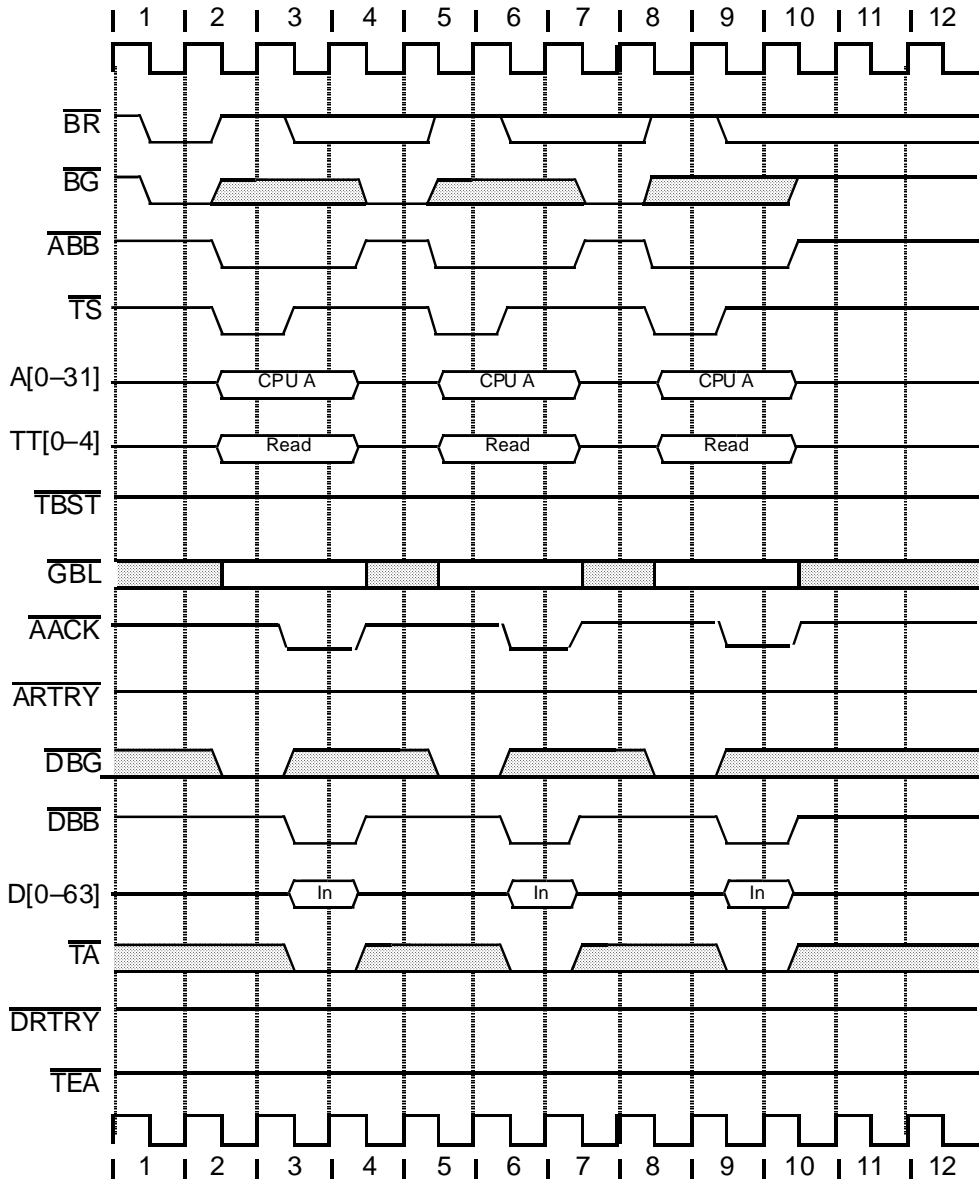 1 2 3 4 5 6 7 8 9 10 11 12
BR
BG
ABB
TS
A[0–31] CPU A CPU A CPU A
TT[0–4] Read Read Read
TBST
GBL
AACK
ARTRY
DBG
DBB
D[0–63] In In In
TA
DRTRY
TEA
1 2 3 4 5 6 7 8 9 10 11 12